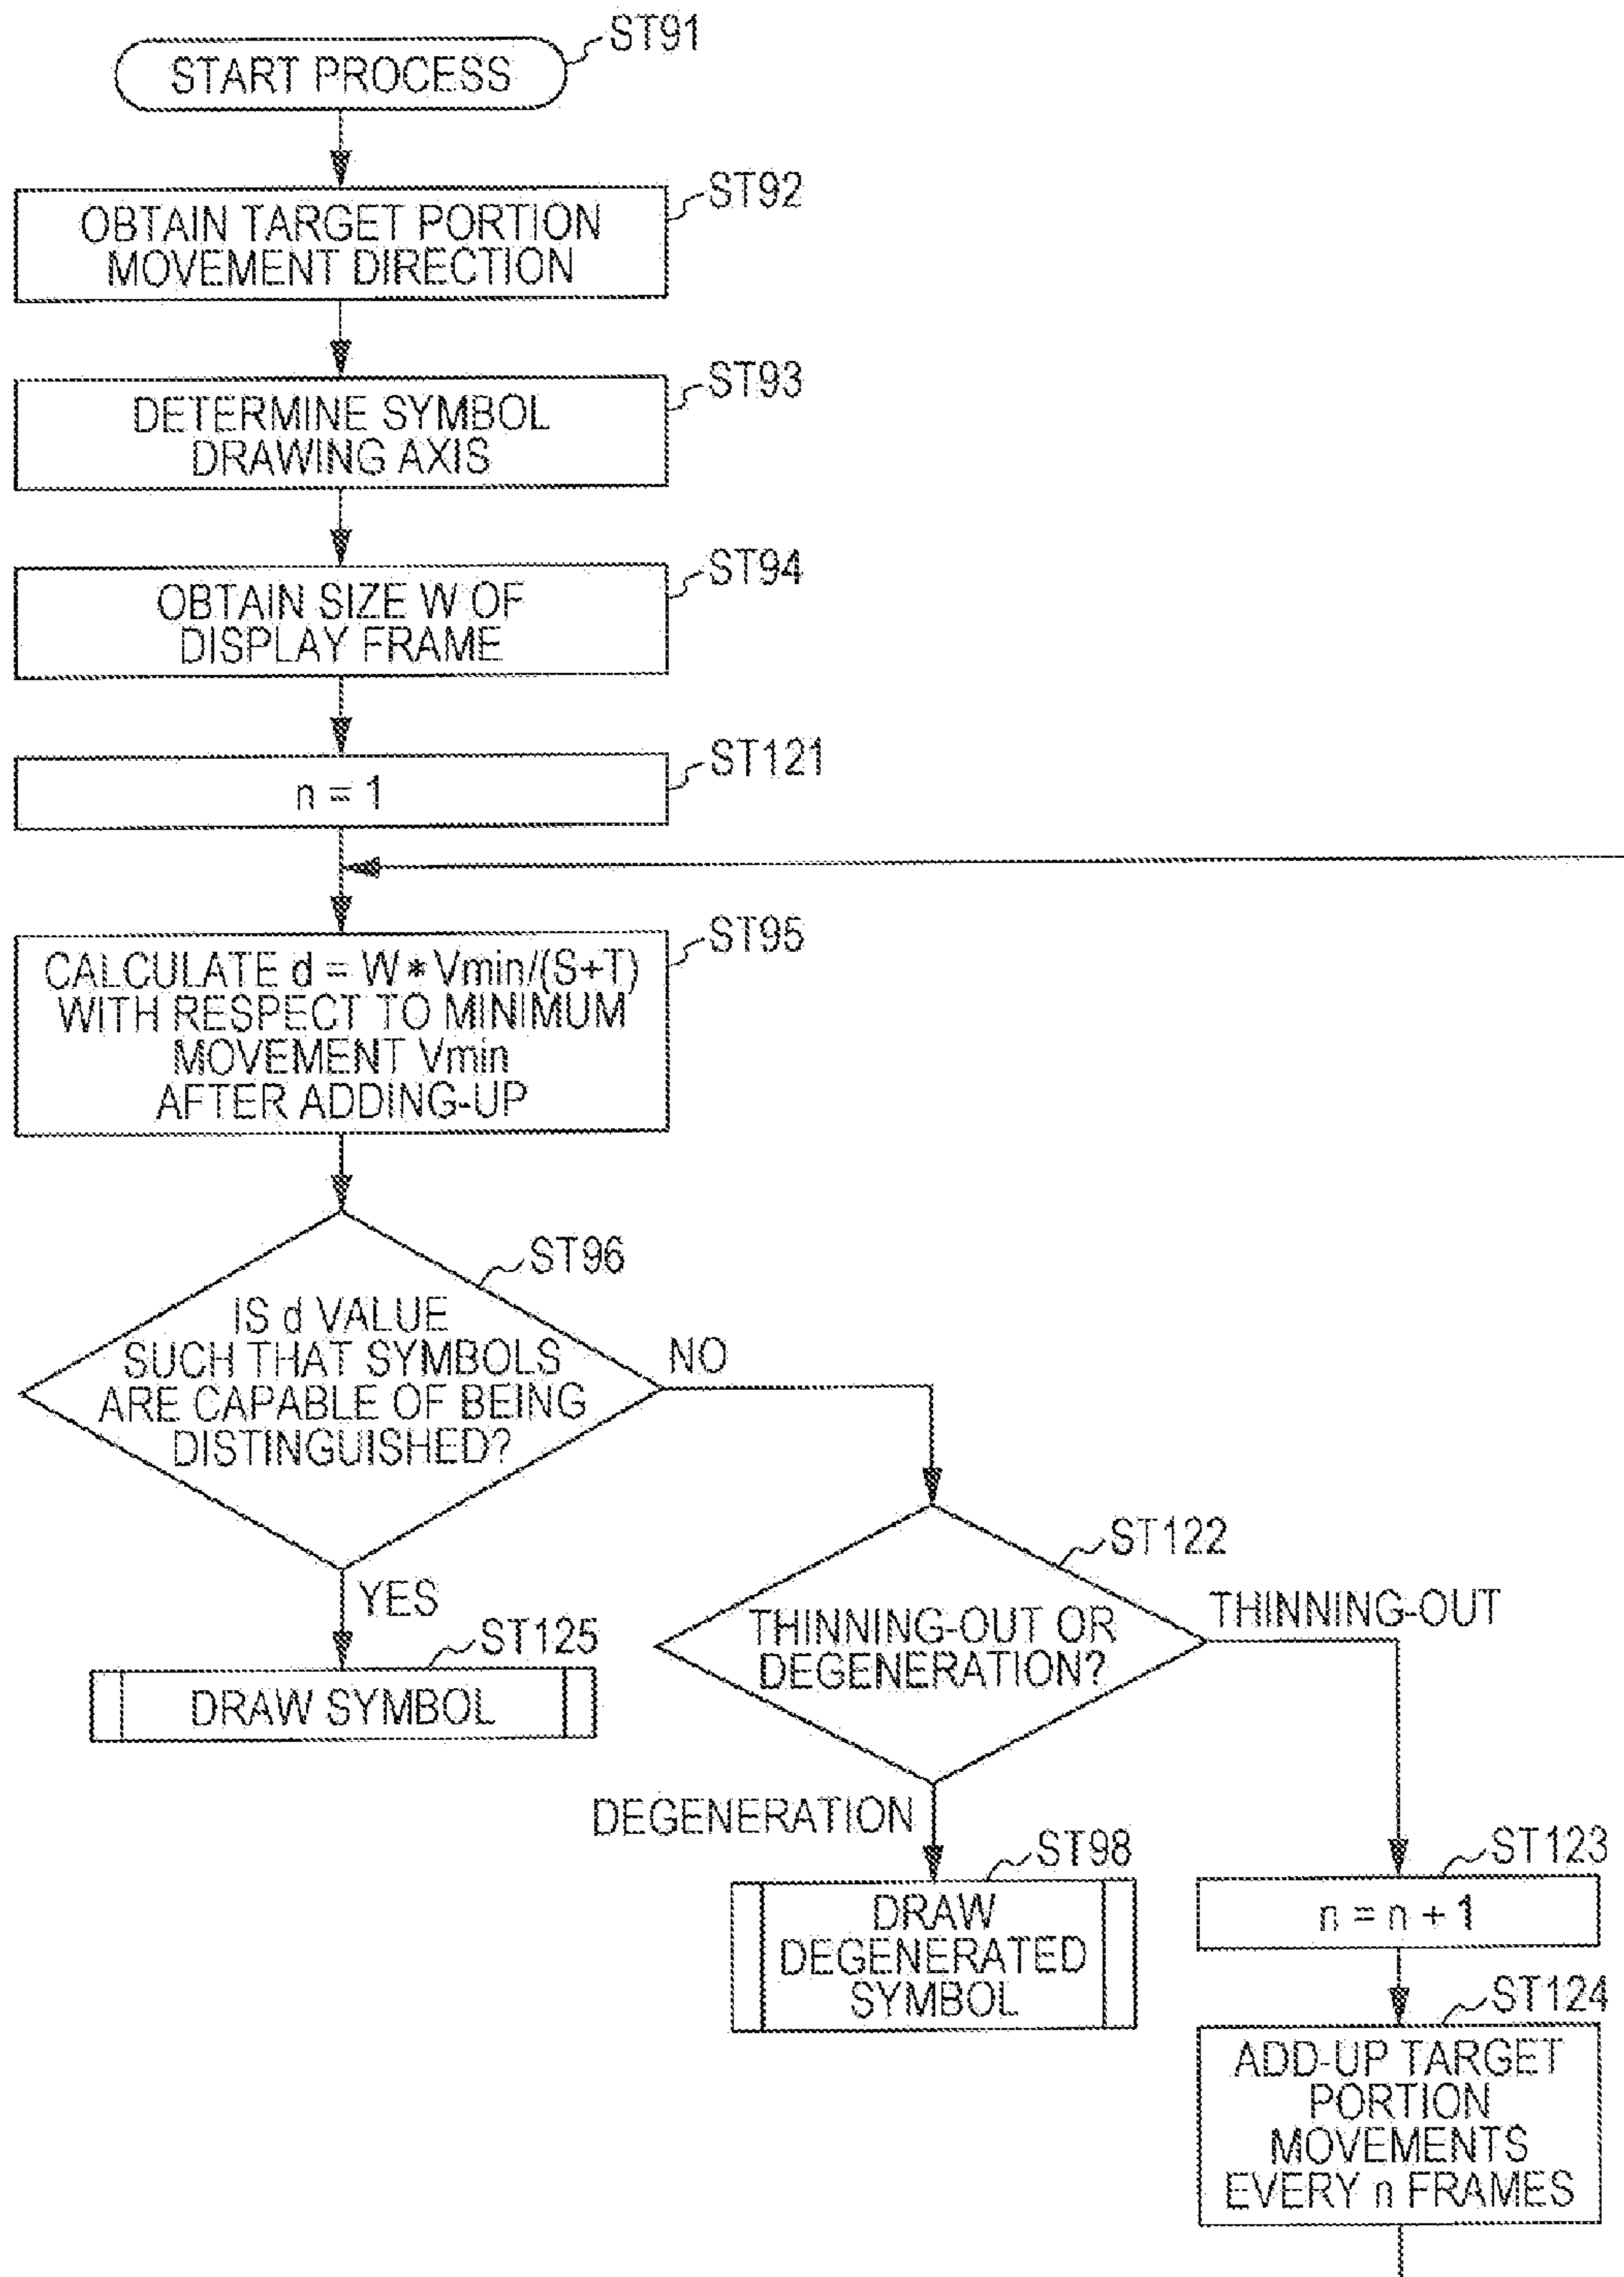 ST91
START PROCESS
ST92
OBTAIN TARGET PORTION
MOVEMENT DIRECTION
ST93
DETERMINE SYMBOL
DRAWING AXIS
ST94
OBTAIN SIZE W OF
DISPLAY FRAME
ST121
n = 1
ST95
CALCULATE d = W * Vmin/(S+T)
WITH RESPECT TO MINIMUM
MOVEMENT Vmin
AFTER ADDING-UP
ST96
IS d VALUE
SUCH THAT SYMBOLS
ARE CAPABLE OF BEING
DISTINGUISHED?
NO
YES
ST122
THINNING-OUT OR
DEGENERATION?
THINNING-OUT
ST125
DRAW SYMBOL
DEGENERATION
ST98
DRAW
DEGENERATED
SYMBOL
ST123
n = n + 1
ST124
ADD-UP TARGET
PORTION
MOVEMENTS
EVERY n FRAMES